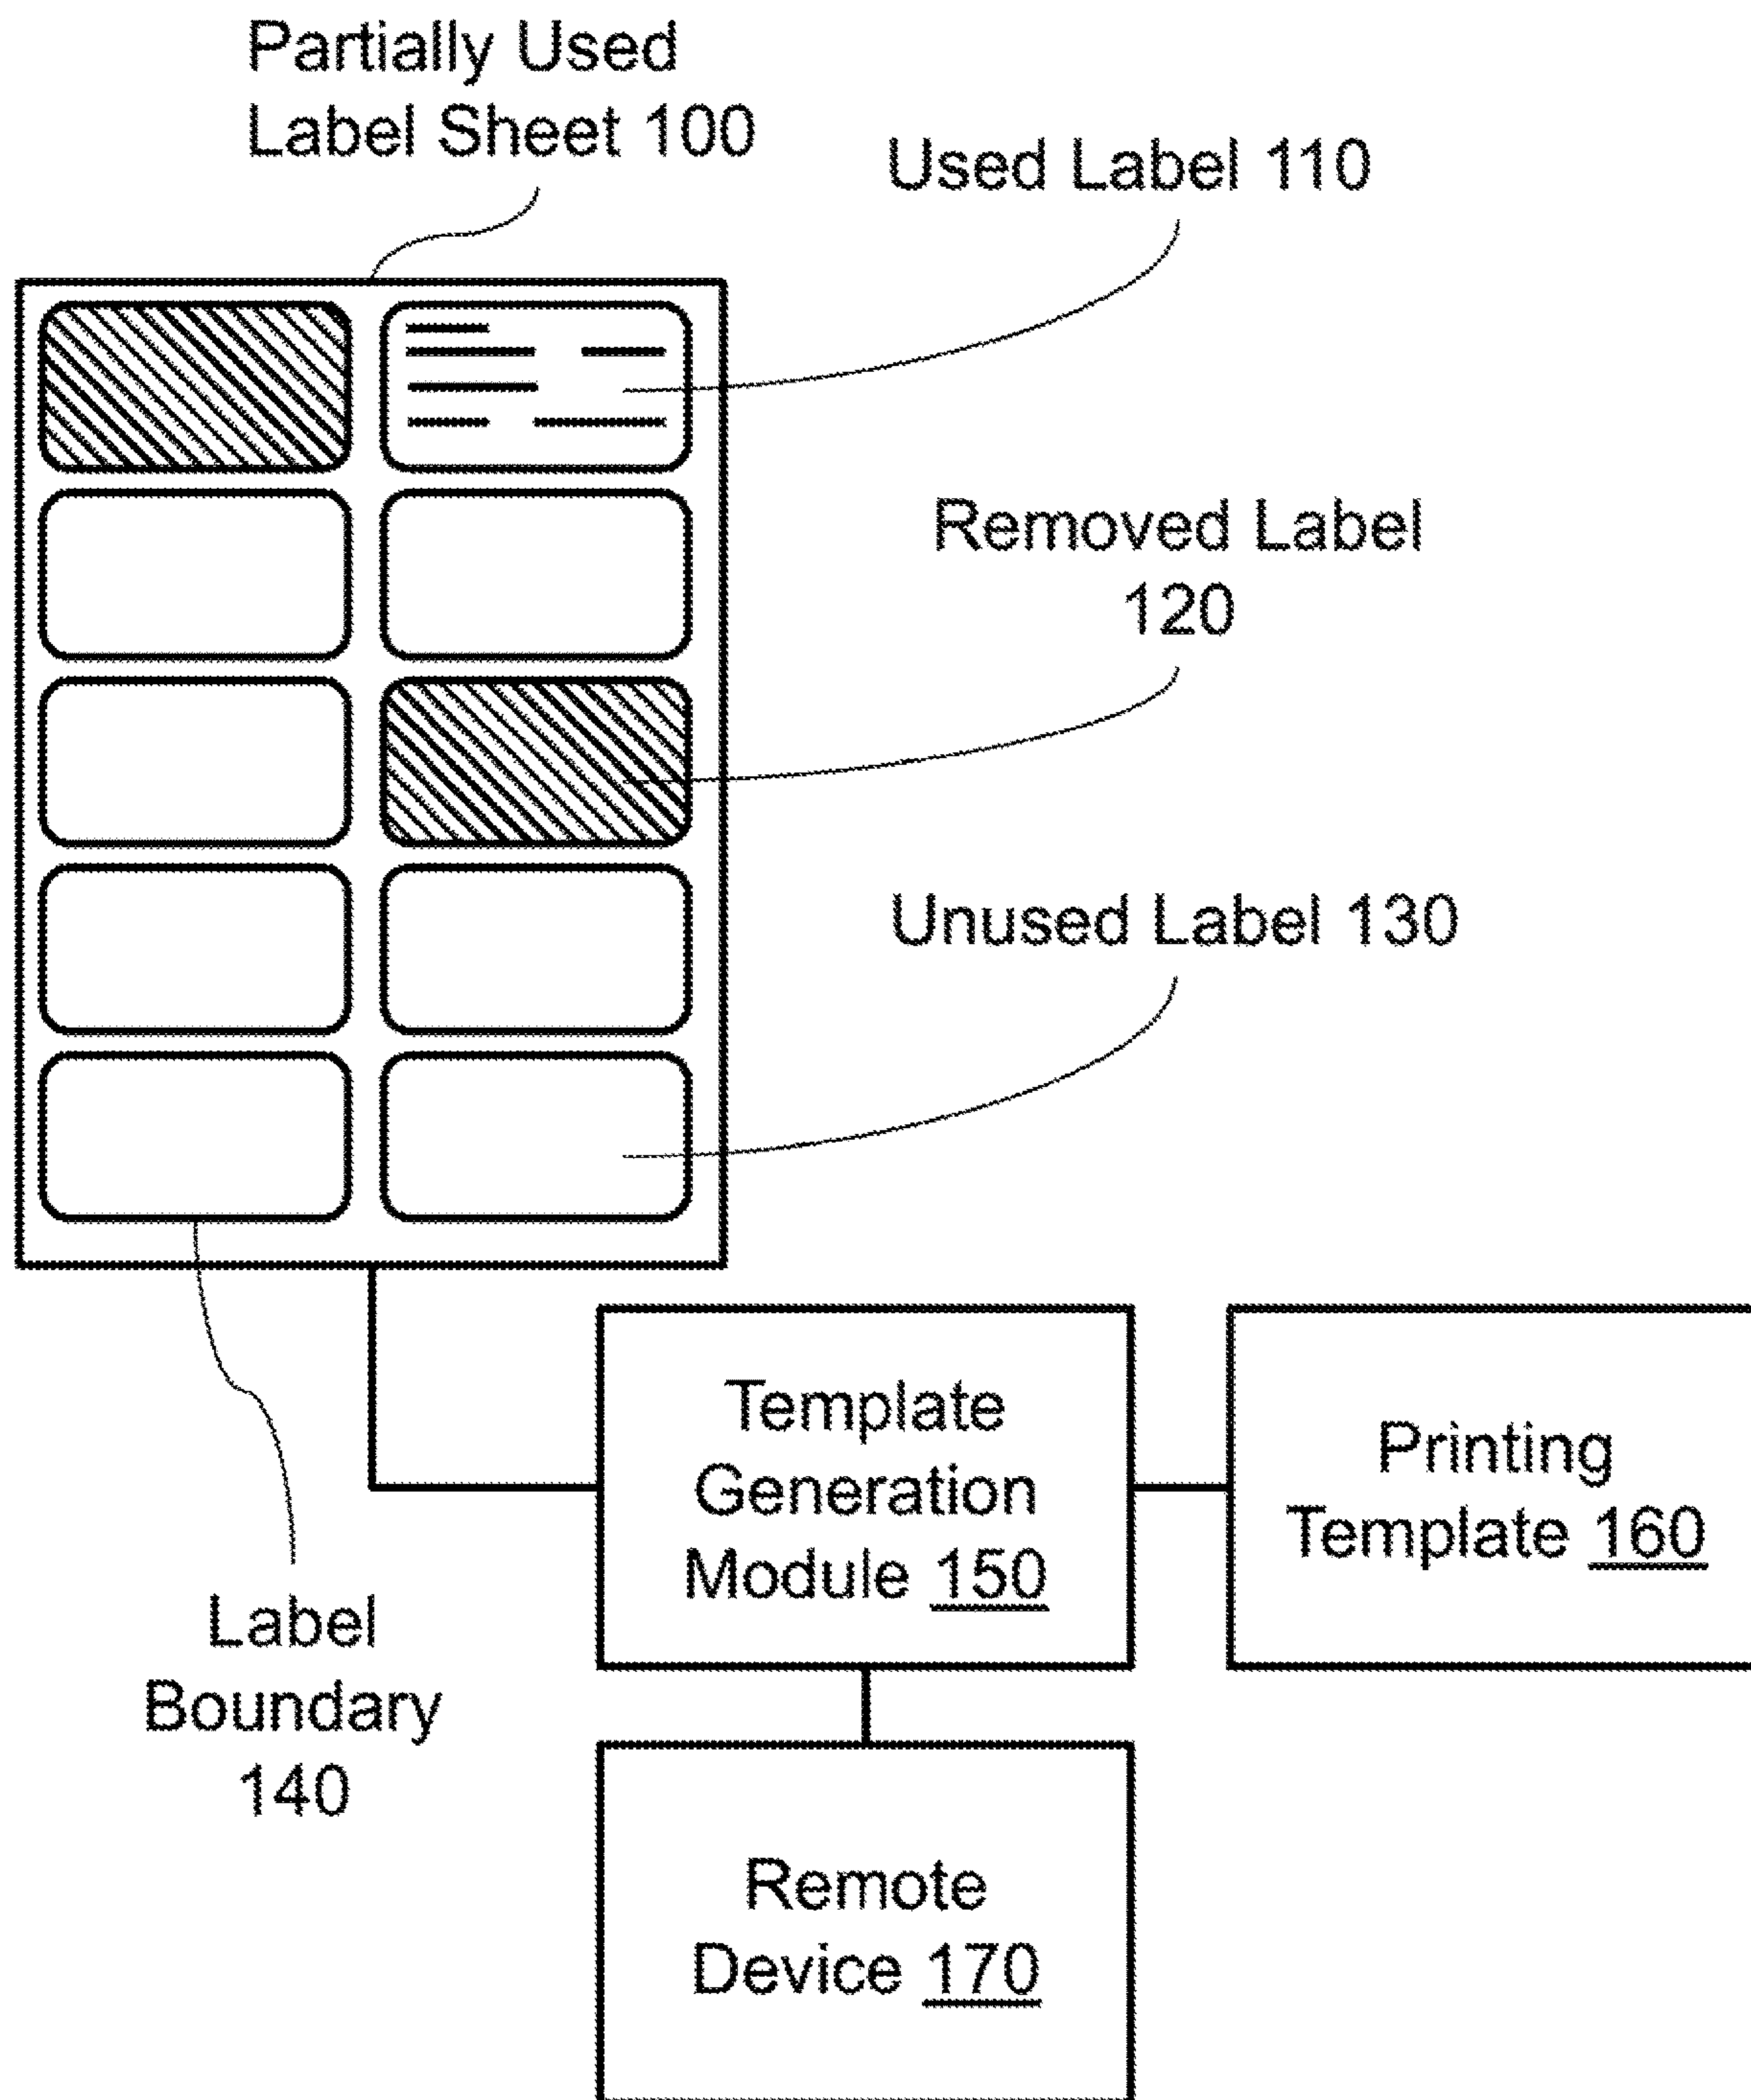 Partially Used
Label Sheet 100
Used Label 110
Removed Label
120
Unused Label 130
Template
Generation
Module 150
Printing
Template 160
Label
Boundary
140
Remote
Device 170